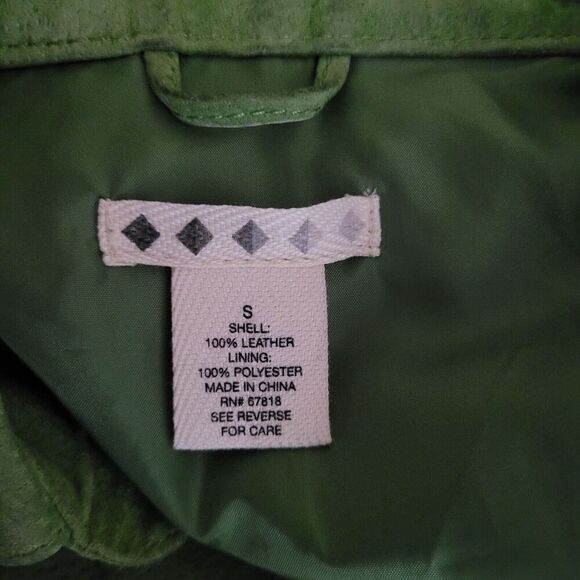 S
SHELL:
100% LEATHER
LINING:
100% POLYESTER
MADE IN CHINA
RN# 67818
SEE REVERSE
FOR CARE